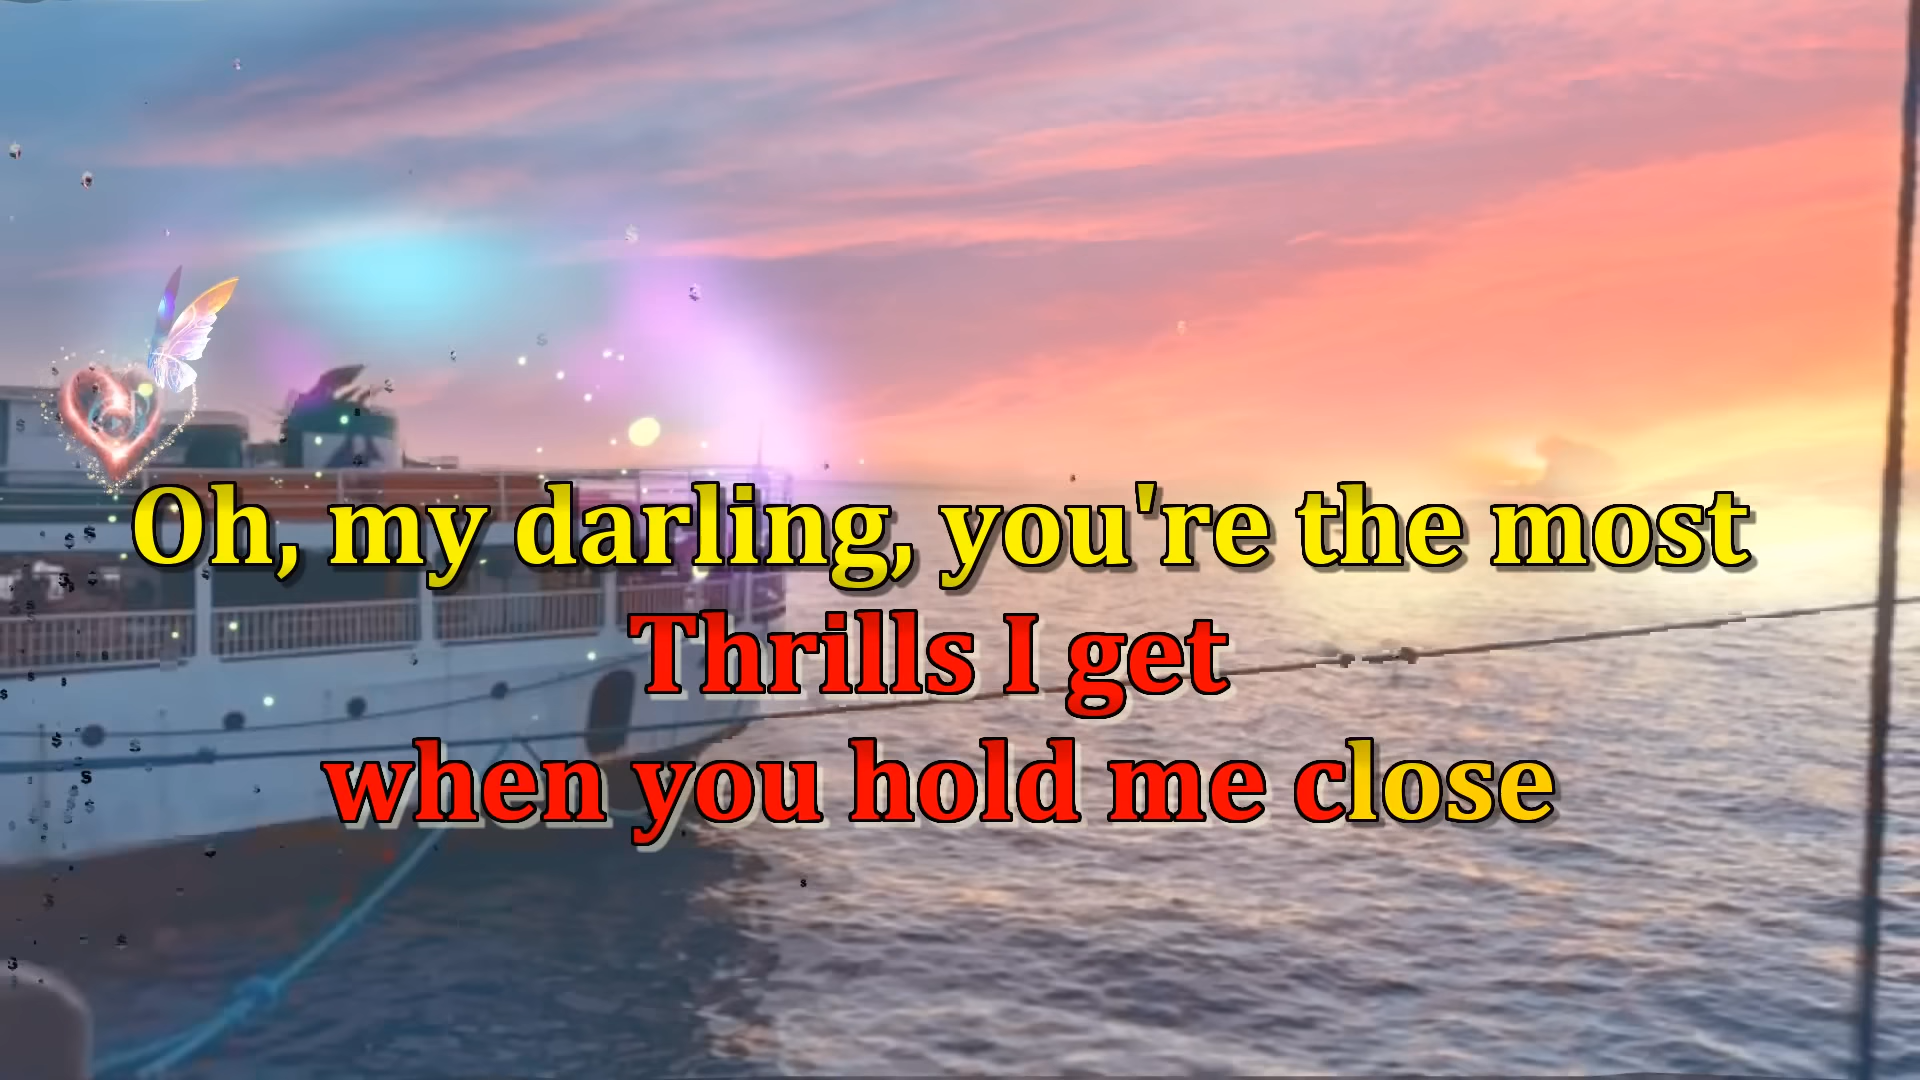 Oh, my darling, you're the most
Thrills I get
when you hold me close